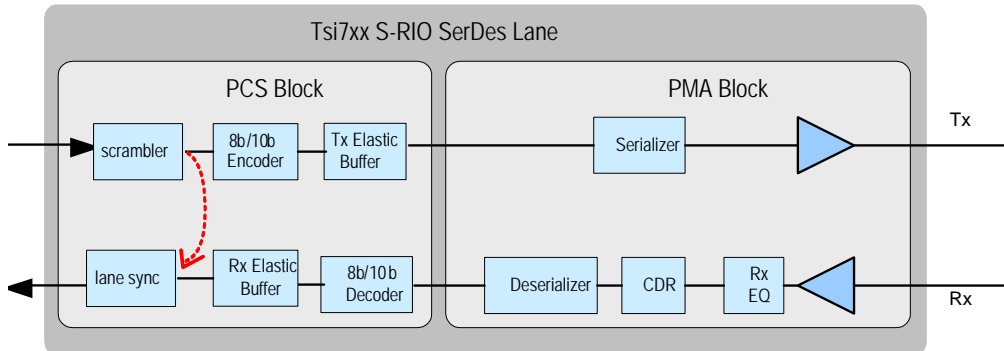 Tsi7xx S-RIO SerDes Lane
PCS Block
PMA Block
scrambler
8b/10b
Encoder
Tx Elastic
Buffer
Serializer
Tx
lane sync
Rx Elastic
Buffer
8b/10b
Decoder
Deserializer
CDR
Rx
EQ
Rx